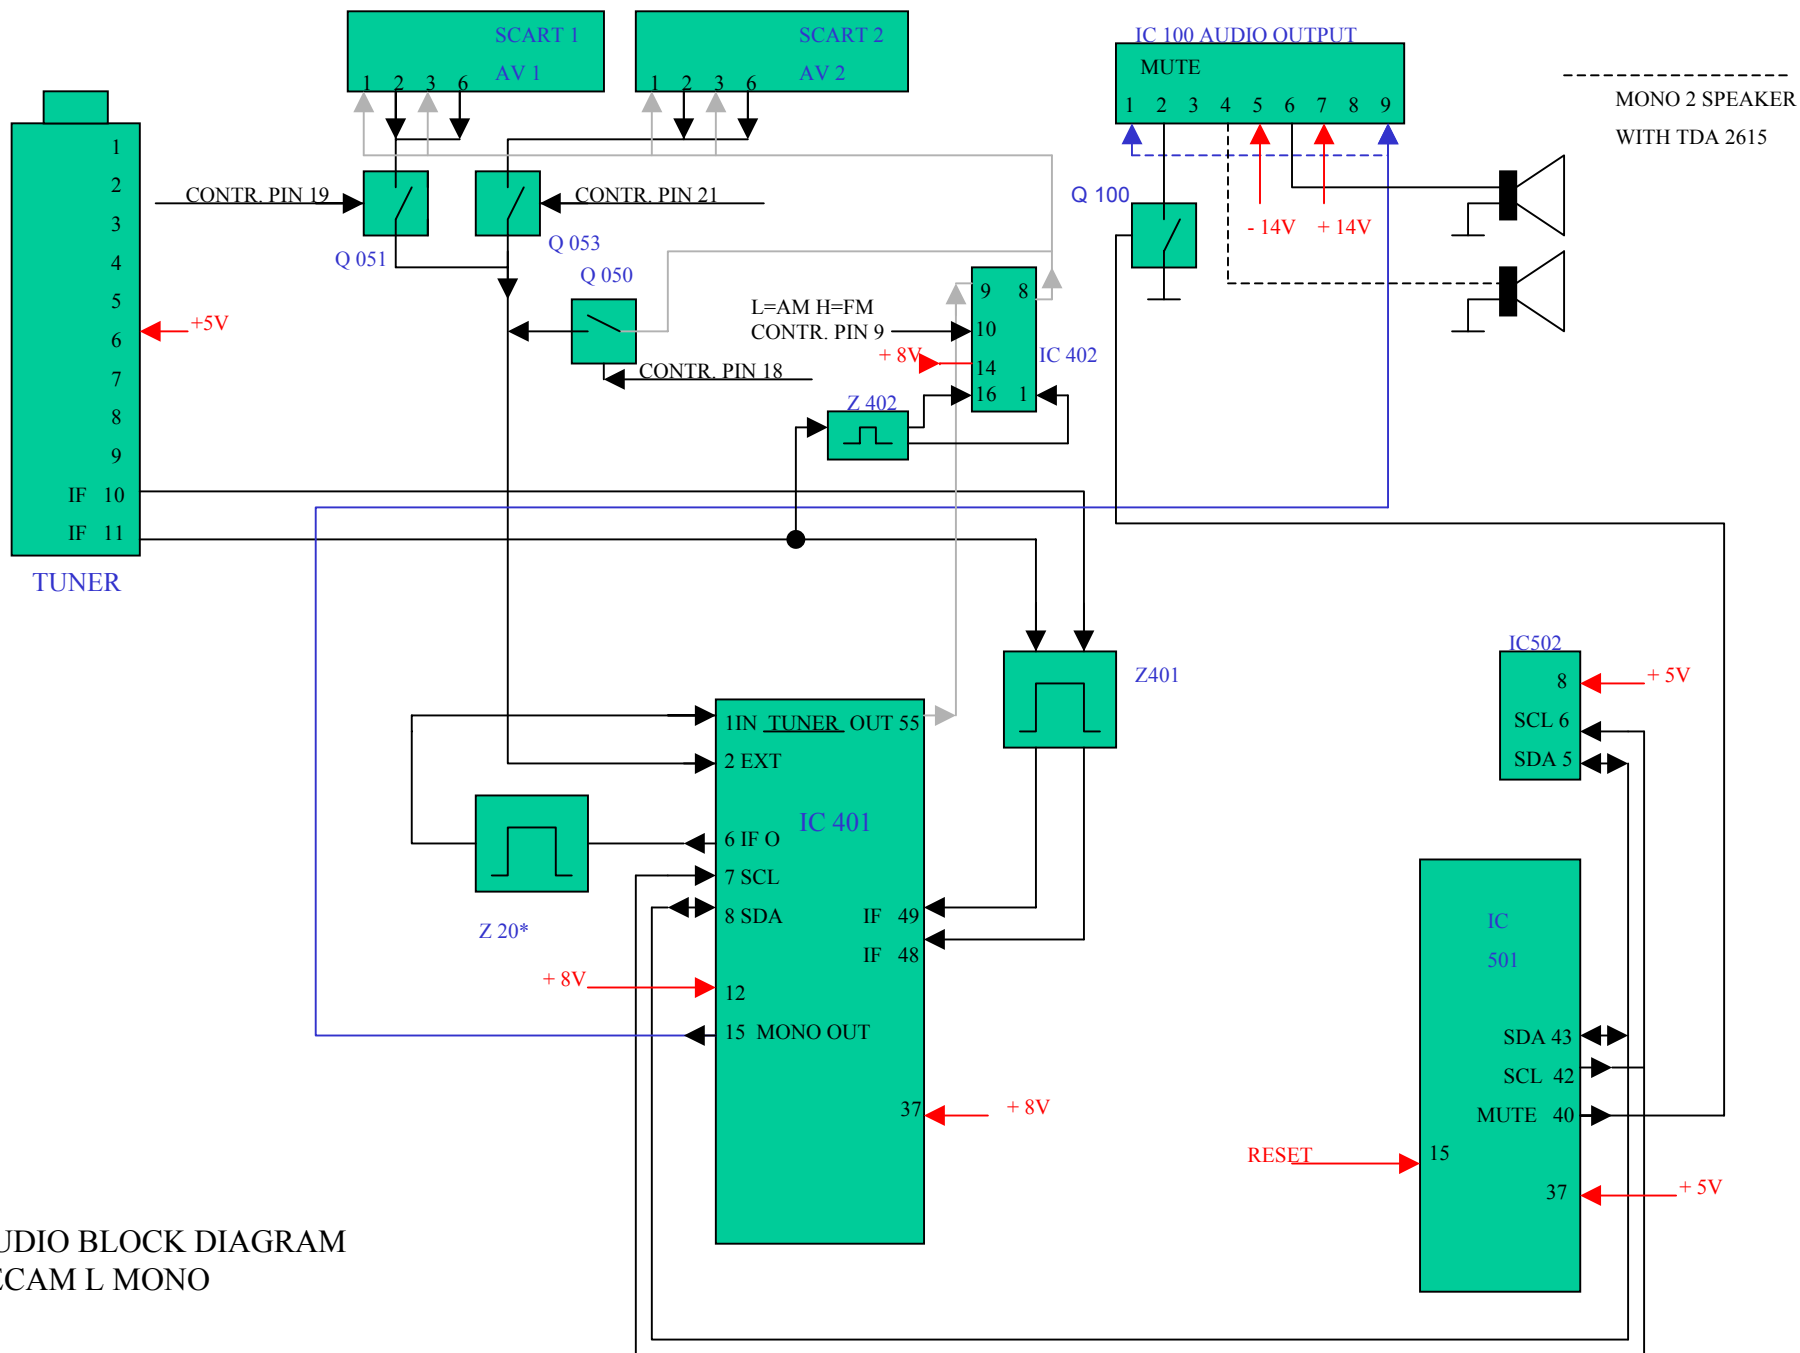 SCART 1
AV 1
1 2 3 6
SCART 2
AV 2
1 2 3 6
IC 100 AUDIO OUTPUT
MUTE
1 2 3 4 5 6 7 8 9
MONO 2 SPEAKER
WITH TDA 2615
1
2
3
4
5
6
7
8
9
IF 10
IF 11
TUNER
+5V
CONTR. PIN 19
Q 051
CONTR. PIN 21
Q 053
Q 050
CONTR. PIN 18
Q 100
- 14V
+ 14V
L=AM H=FM
CONTR. PIN 9
+ 8V
9 8
10
14
16 1
IC 402
Z 402
Z401
IC502
8
SCL 6
SDA 5
+ 5V
1IN TUNER OUT 55
2 EXT
IC 401
6 IF O
7 SCL
8 SDA
IF 49
IF 48
12
15 MONO OUT
37
+ 8V
+ 8V
Z 20*
IC
501
SDA 43
SCL 42
MUTE 40
15
37
RESET
+ 5V
UDIO BLOCK DIAGRAM
ECAM L MONO